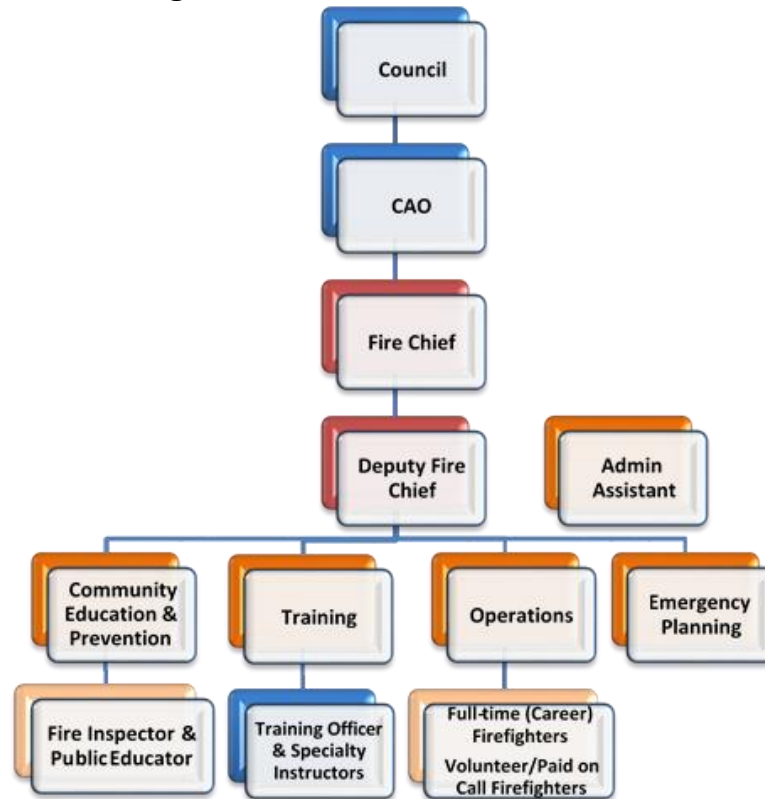 Council
CAO
Fire Chief
Deputy Fire
Chief
Admin
Assistant
Community
Education &
Prevention
Training
Operations
Emergency
Planning
Fire Inspector &
Public Educator
Training Officer
& Specialty
Instructors
Full-time (Career)
Firefighters
Volunteer/Paid on
Call Firefighters